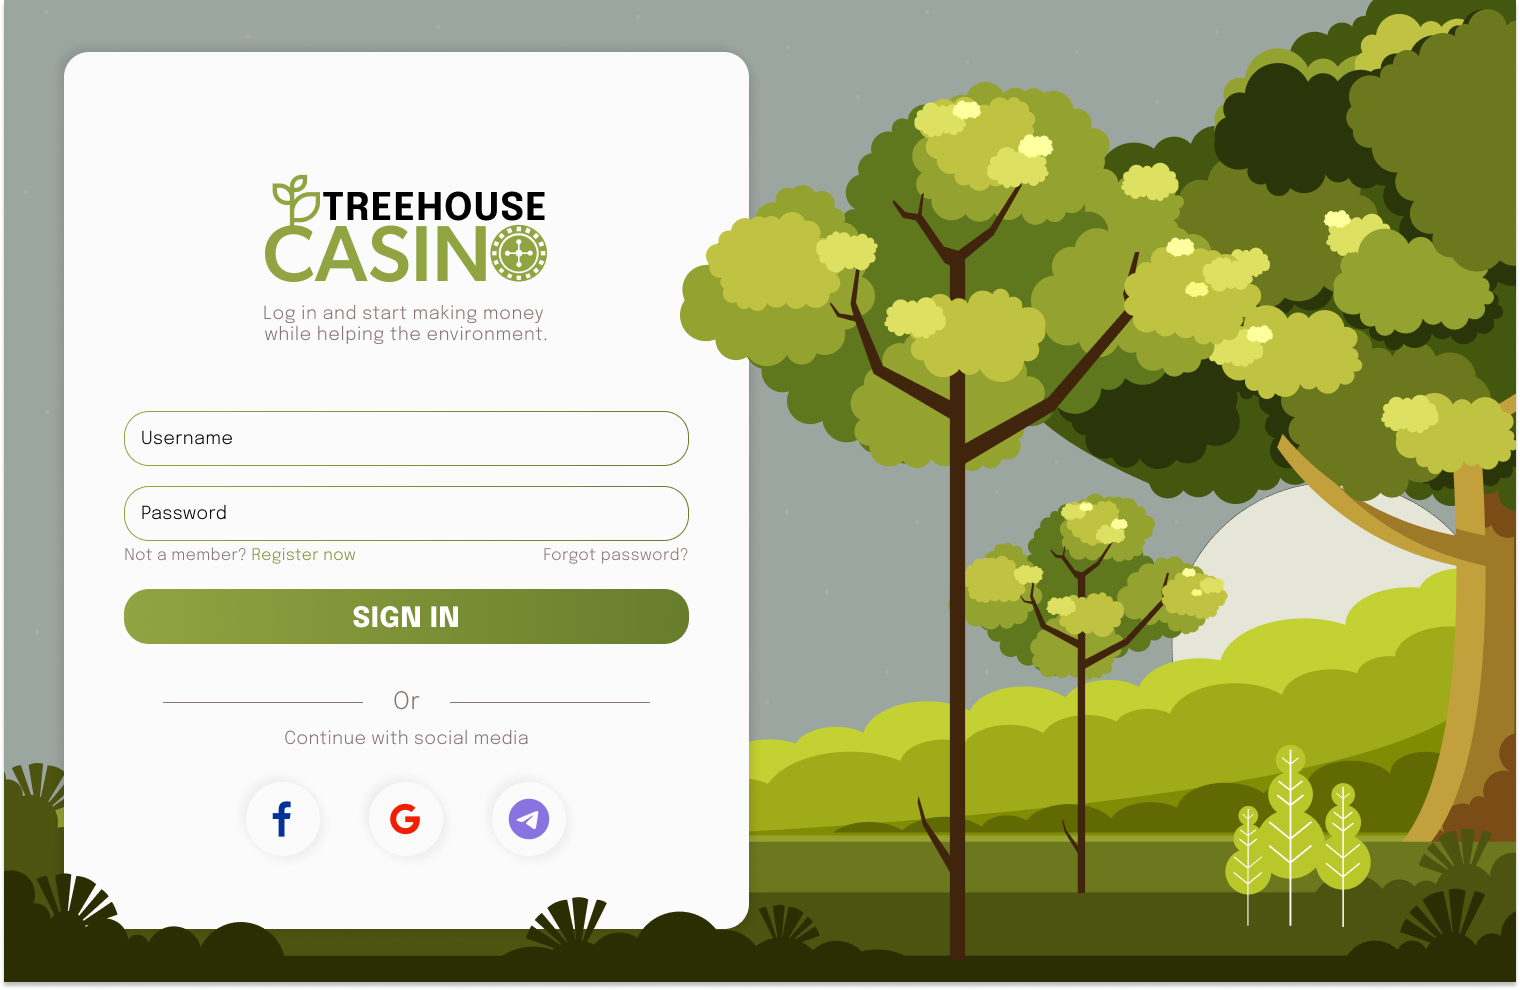 TREEHOUSE
CASINO
Log in and start making money
while helping the environment.
Username
Password
Not a member? Register now
Forgot password?
SIGN IN
Or
Continue with social media